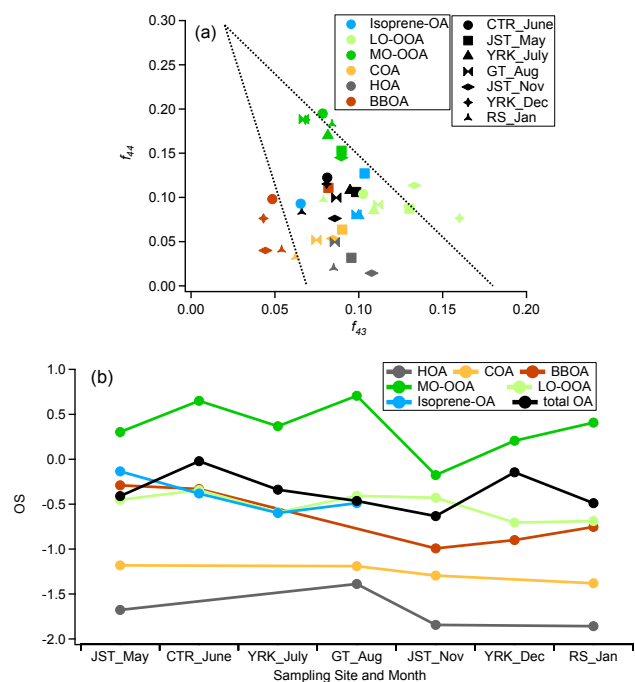 (a)
Isoprene-OA
LO-OOA
MO-OOA
COA
HOA
BBOA
CTR_June
JST_May
YRK_July
GT_Aug
JST_Nov
YRK_Dec
RS_Jan
f44
0.30
0.25
0.20
0.15
0.10
0.05
0.00
0.00 0.05 0.10 0.15 0.20
f43
(b)
HOA COA BBOA
MO-OOA LO-OOA
Isoprene-OA total OA
OS
1.0
0.5
0.0
-0.5
-1.0
-1.5
-2.0
JST_May CTR_June YRK_July GT_Aug JST_Nov YRK_Dec RS_Jan
Sampling Site and Month